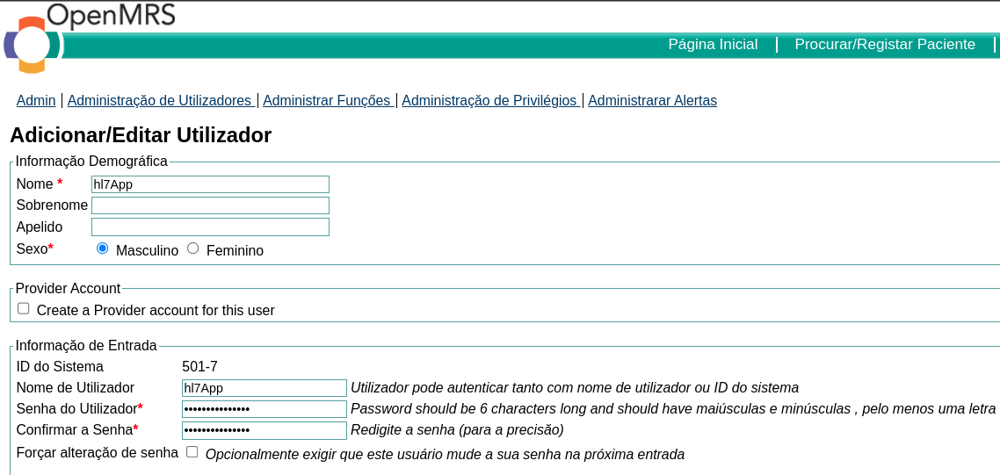 OpenMRS
Página Inicial | Procurar/Registar Paciente |
Admin | Administração de Utilizadores | Administrar Funções | Administração de Privilégios | Administrarar Alertas
Adicionar/Editar Utilizador
Informação Demográfica
Nome * hl7App
Sobrenome
Apelido
Sexo* Masculino Feminino
Provider Account
Create a Provider account for this user
Informação de Entrada
ID do Sistema 501-7
Nome de Utilizador hl7App Utilizador pode autenticar tanto com nome de utilizador ou ID do sistema
Senha do Utilizador* ••••••••••••••• Password should be 6 characters long and should have maiúsculas e minúsculas , pelo menos uma letra
Confirmar a Senha* ••••••••••••••• Redigite a senha (para a precisão)
Forçar alteração de senha Opcionalmente exigir que este usuário mude a sua senha na próxima entrada